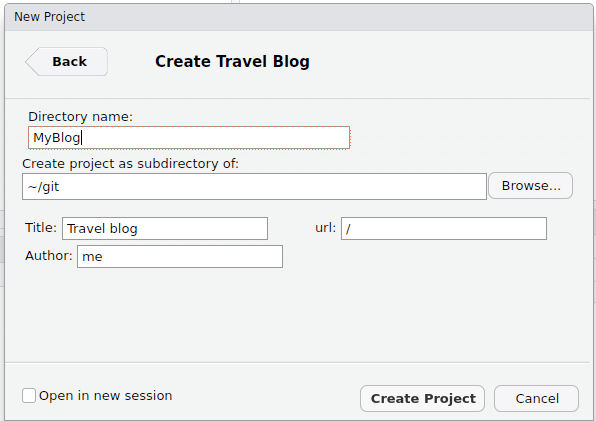 New Project
Back
Create Travel Blog
Directory name:
MyBlog
Create project as subdirectory of:
~/git
Browse...
Title: Travel blog url: /
Author: me
Open in new session
Create Project
Cancel